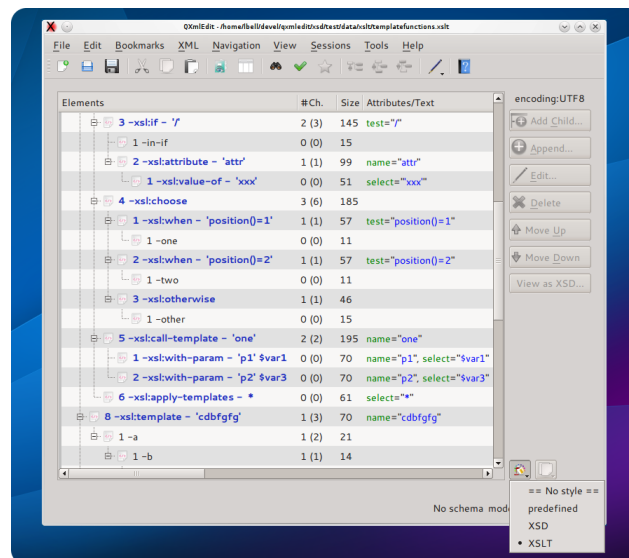 QXmlEdit - /home/lbell/devel/qxmledit/xsd/test/data/xslt/templatefunctions.xslt
File Edit Bookmarks XML Navigation View Sessions Tools Help
Elements #Ch. Size Attributes/Text
3 -xsl:if - '/' 2 (3) 145 test="/"
1 -in-if 0 (0) 15
2 -xsl:attribute - 'attr' 1 (1) 99 name="attr"
1 -xsl:value-of - 'xxx' 0 (0) 51 select="'xxx'"
4 -xsl:choose 3 (6) 185
1 -xsl:when - 'position()=1' 1 (1) 57 test="position()=1"
1 -one 0 (0) 11
2 -xsl:when - 'position()=2' 1 (1) 57 test="position()=2"
1 -two 0 (0) 11
3 -xsl:otherwise 1 (1) 46
1 -other 0 (0) 15
5 -xsl:call-template - 'one' 2 (2) 195 name="one"
1 -xsl:with-param - 'p1' $var1 0 (0) 70 name="p1", select="$var1"
2 -xsl:with-param - 'p2' $var3 0 (0) 70 name="p2", select="$var3"
6 -xsl:apply-templates - * 0 (0) 61 select="*"
8 -xsl:template - 'cdbfgfg' 1 (3) 70 name="cdbfgfg"
1 -a 1 (2) 21
1 -b 1 (1) 14
encoding:UTF8
Add Child...
Append...
Edit...
Delete
Move Up
Move Down
View as XSD...
No schema
== No style ==
predefined
XSD
• XSLT